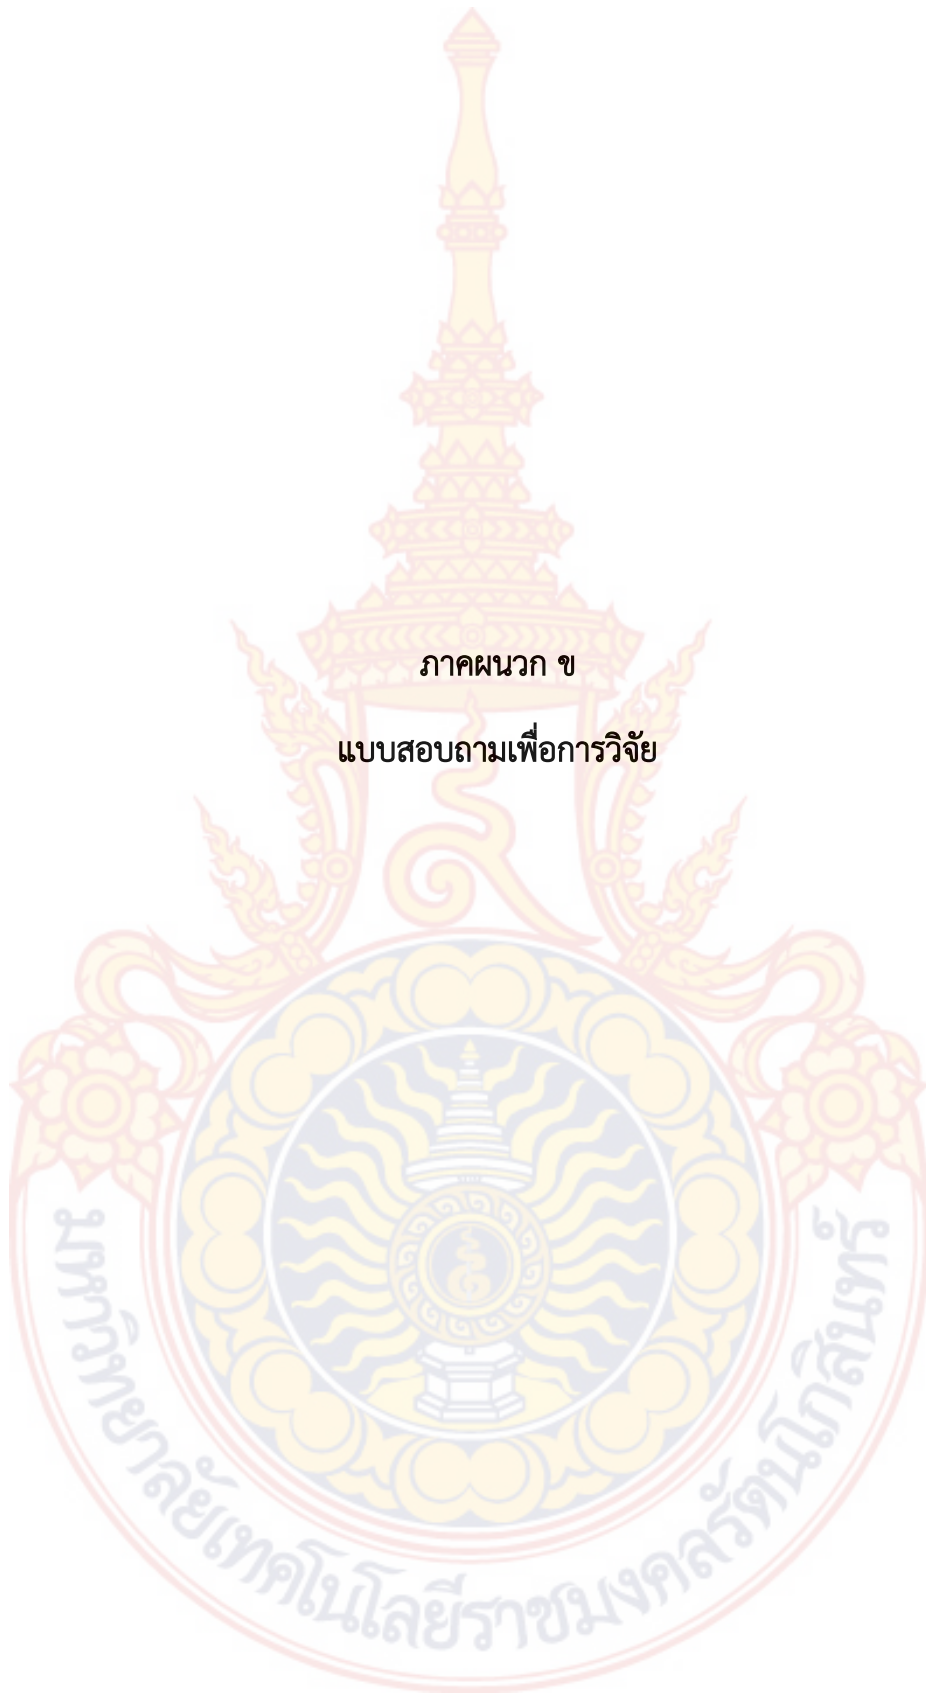 ภาคผนวก ข
แบบสอบถามเพื่อการวิจัย
มหาวิทยาลัยเทคโนโลยีราชมงคลรัตนโกสินทร์